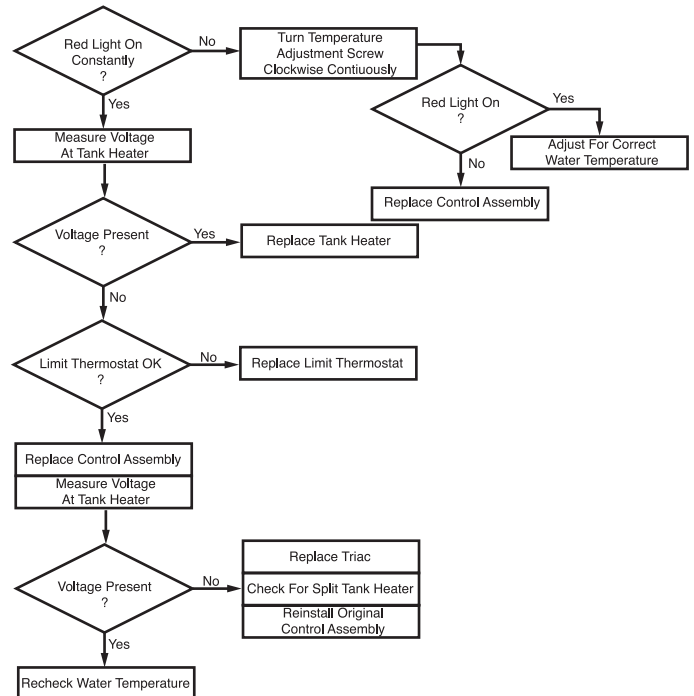 Red Light On
Constantly
?
No
Turn Temperature
Adjustment Screw
Clockwise Contiuously
Red Light On
?
Yes
Adjust For Correct
Water Temperature
No
Replace Control Assembly
Yes
Measure Voltage
At Tank Heater
Voltage Present
?
Yes
Replace Tank Heater
No
Limit Thermostat OK
?
No
Replace Limit Thermostat
Yes
Replace Control Assembly
Measure Voltage
At Tank Heater
Voltage Present
?
No
Replace Triac
Check For Split Tank Heater
Reinstall Original
Control Assembly
Yes
Recheck Water Temperature